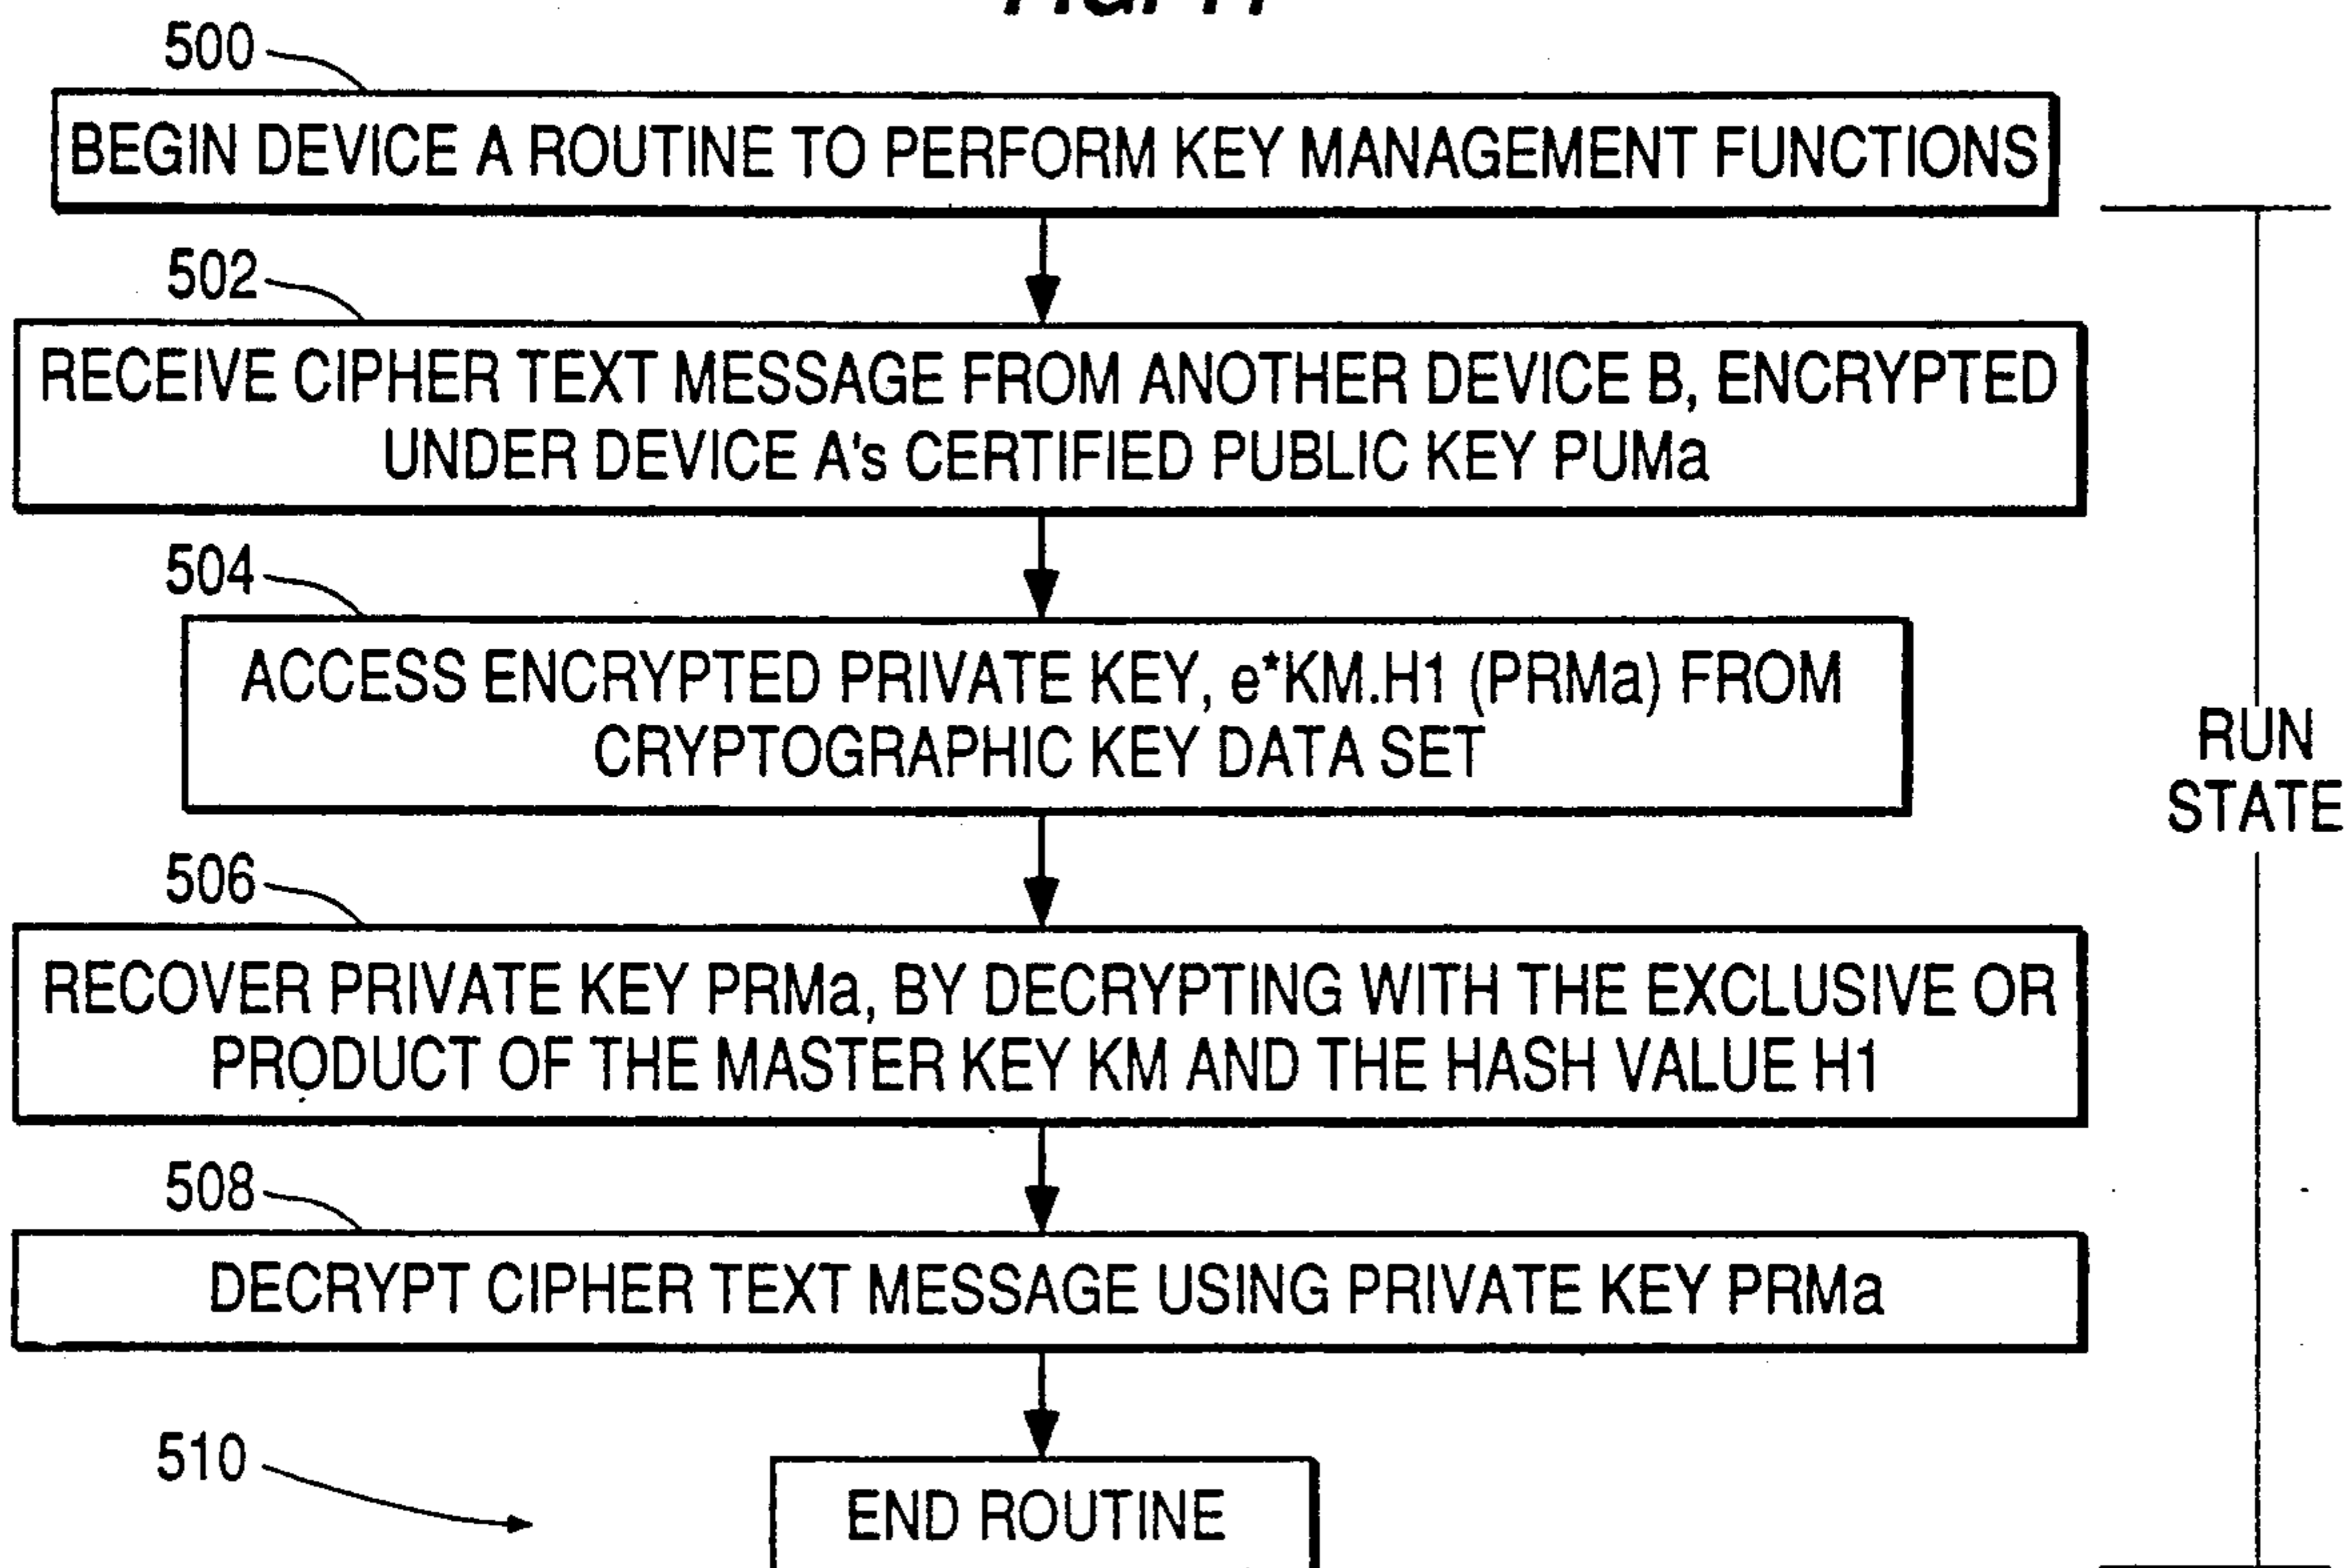 500
BEGIN DEVICE A ROUTINE TO PERFORM KEY MANAGEMENT FUNCTIONS
502
RECEIVE CIPHER TEXT MESSAGE FROM ANOTHER DEVICE B, ENCRYPTED
UNDER DEVICE A's CERTIFIED PUBLIC KEY PUMa
504
ACCESS ENCRYPTED PRIVATE KEY, e*KM.H1 (PRMa) FROM
CRYPTOGRAPHIC KEY DATA SET
RUN
STATE
506
RECOVER PRIVATE KEY PRMa, BY DECRYPTING WITH THE EXCLUSIVE OR
PRODUCT OF THE MASTER KEY KM AND THE HASH VALUE H1
508
DECRYPT CIPHER TEXT MESSAGE USING PRIVATE KEY PRMa
510
END ROUTINE